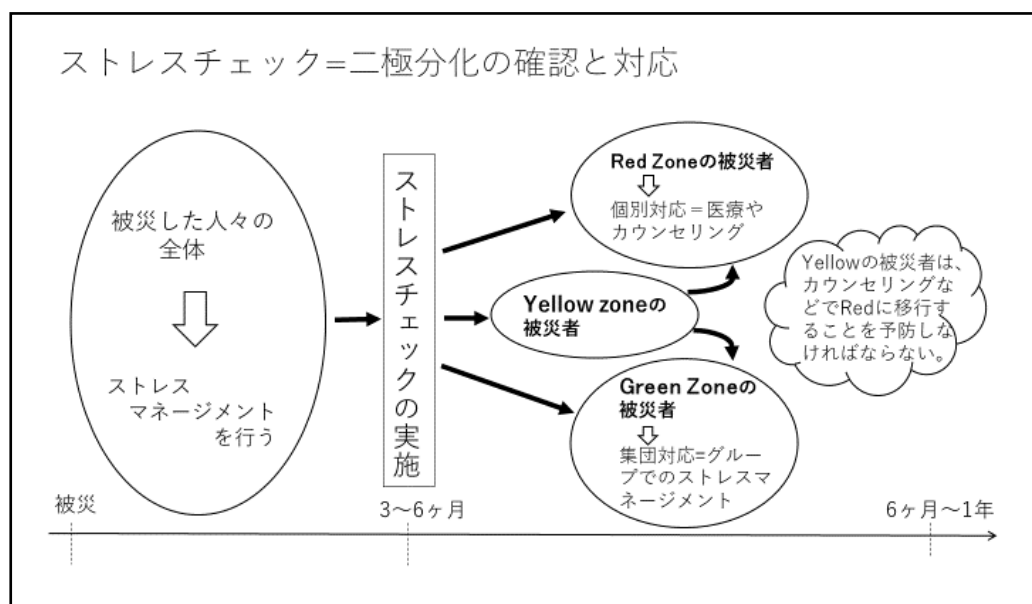 ストレスチェック=二極分化の確認と対応
被災した人々の
全体
ストレス
マネージメント
を行う
ストレスチェックの実施
Red Zoneの被災者
個別対応＝医療や
カウンセリング
Yellow zoneの
被災者
Green Zoneの
被災者
集団対応=グルー
プでのストレスマ
ネージメント
Yellowの被災者は、
カウンセリングな
どでRedに移行す
ることを予防しな
ければならない。
被災
3～6ヶ月
6ヶ月～1年